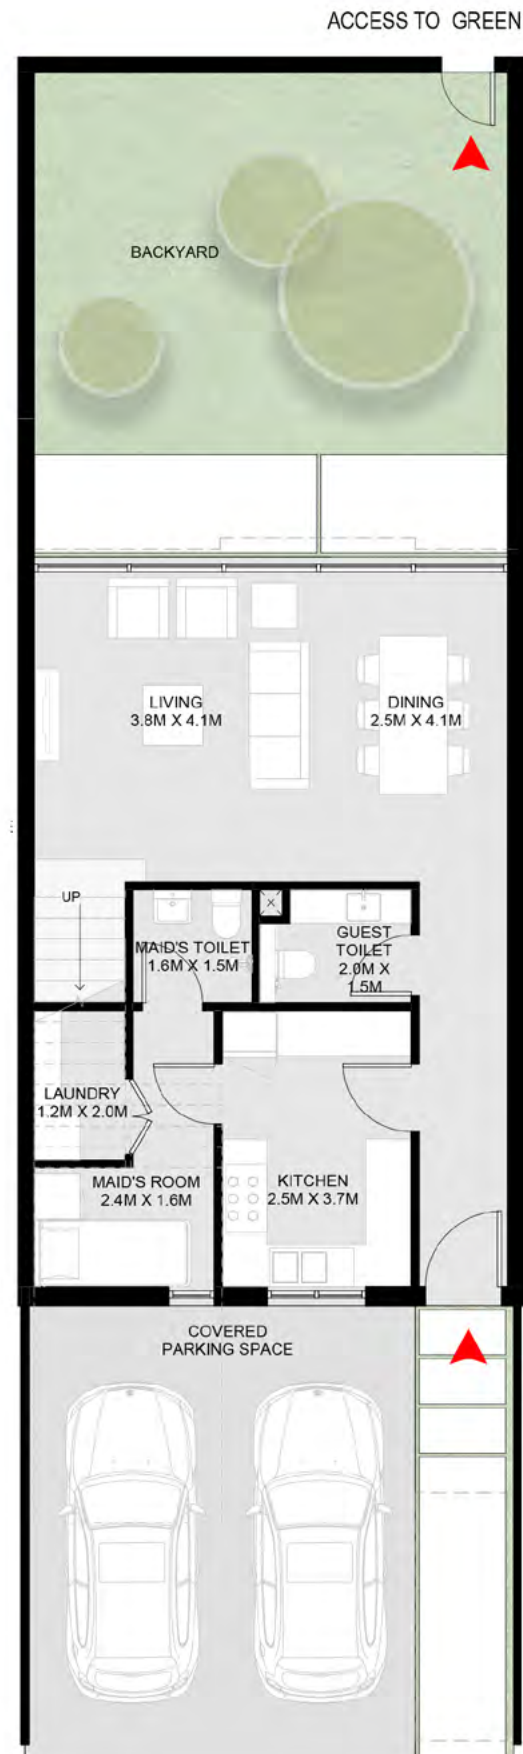 ACCESS TO GREEN
BACKYARD
LIVING
3.8M X 4.1M
DINING
2.5M X 4.1M
UP
MAID'S TOILET
1.6M X 1.5M
GUEST
TOILET
2.0M X
1.5M
LAUNDRY
1.2M X 2.0M
MAID'S ROOM
2.4M X 1.6M
KITCHEN
2.5M X 3.7M
COVERED
PARKING SPACE